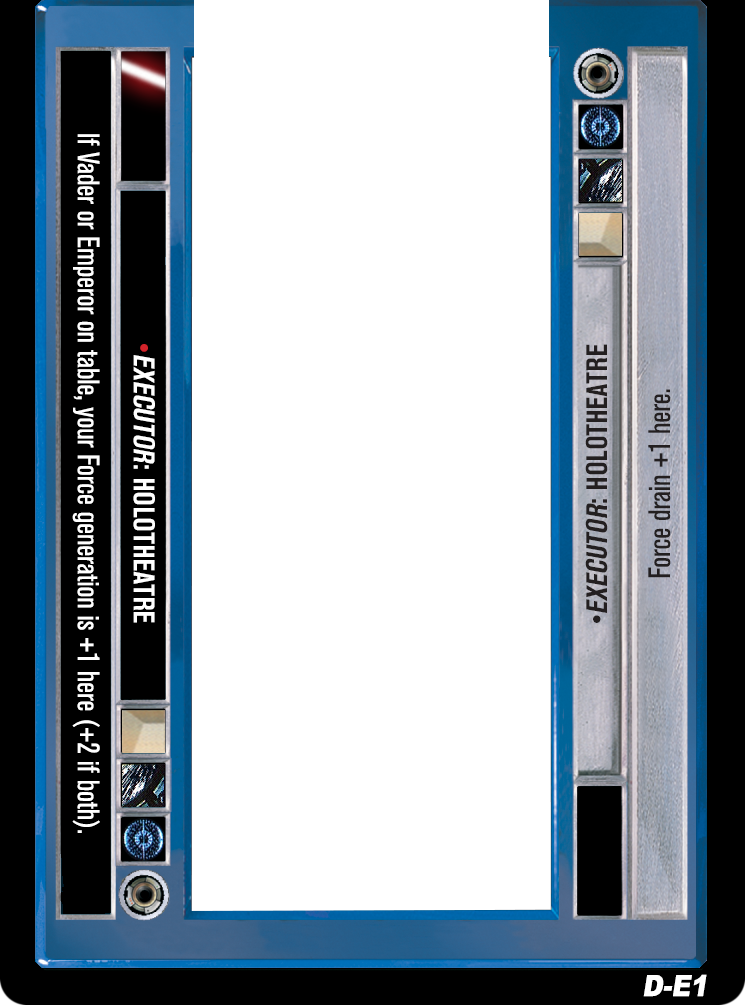 If Vader or Emperor on table, your Force generation is +1 here (+2 if both).
•EXECUTOR: HOLOTHEATRE
•EXECUTOR: HOLOTHEATRE
Force drain +1 here.
D-E1